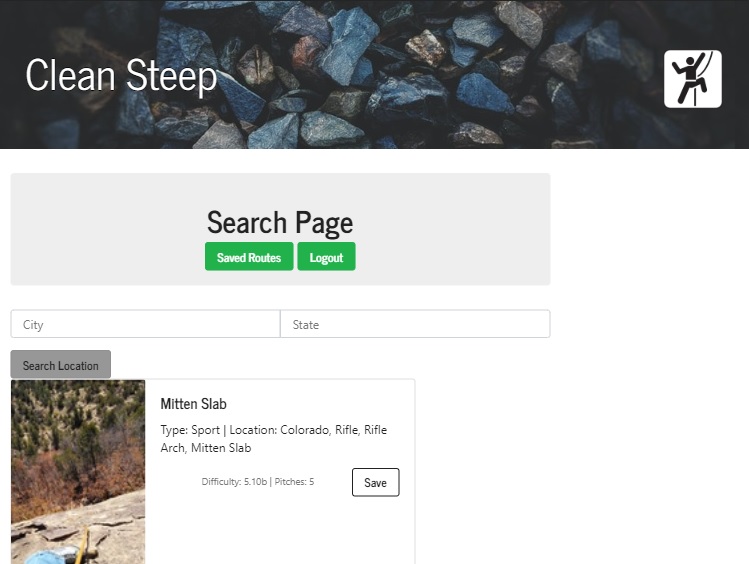 Clean Steep
Search Page
Saved Routes Logout
City State
Search Location
Mitten Slab
Type: Sport | Location: Colorado, Rifle, Rifle
Arch, Mitten Slab
Difficulty: 5.10b | Pitches: 5 Save